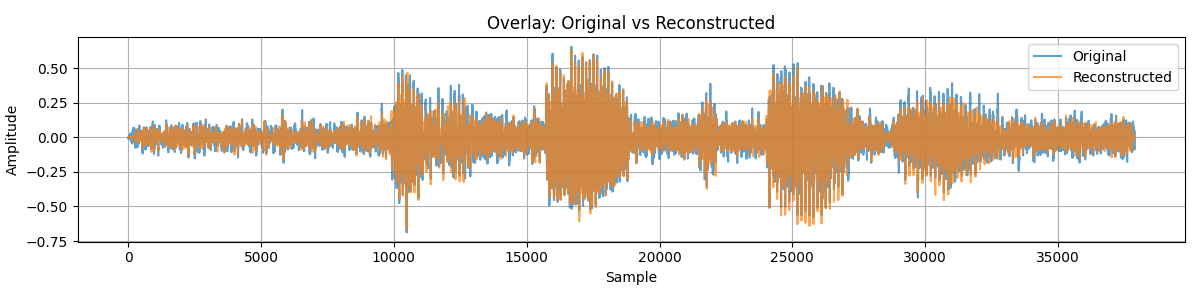 Overlay: Original vs Reconstructed
Original
Reconstructed
Amplitude
0.50
0.25
0.00
−0.25
−0.50
−0.75
0 5000 10000 15000 20000 25000 30000 35000
Sample